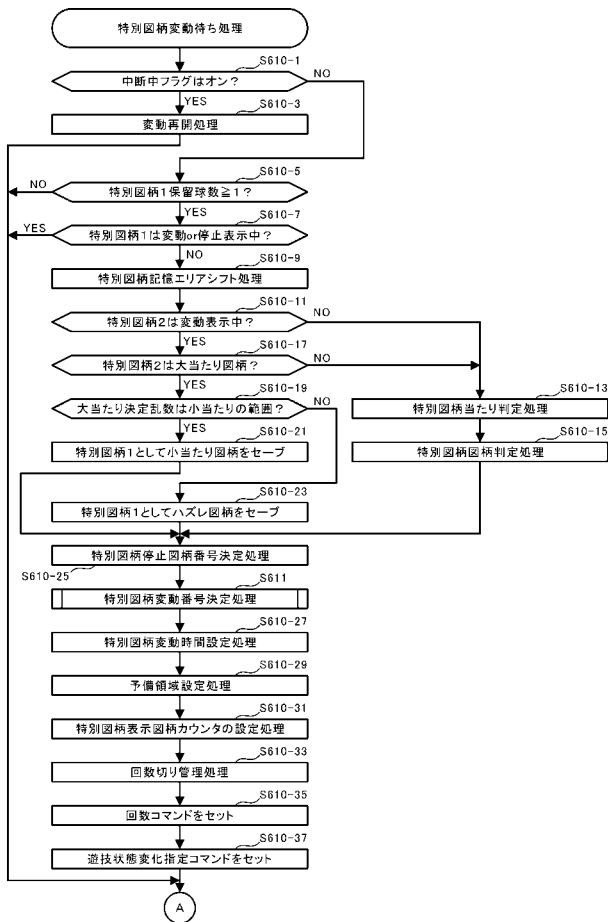 特別図柄変動待ち処理
S610-1
中断中フラグはオン?
NO
YES
S610-3
変動再開処理
S610-5
NO
特別図柄1保留球数≧1?
YES
S610-7
YES
特別図柄1は変動or停止表示中?
NO
S610-9
特別図柄記憶エリアシフト処理
S610-11
特別図柄2は変動表示中?
NO
YES
S610-17
特別図柄2は大当たり図柄?
NO
YES
S610-19
大当たり決定乱数は小当たりの範囲?
NO
S610-13
特別図柄当たり判定処理
YES
S610-21
S610-15
特別図柄1として小当たり図柄をセーブ
特別図柄図柄判定処理
S610-23
特別図柄1としてハズレ図柄をセーブ
特別図柄停止図柄番号決定処理
S610-25
S611
特別図柄変動番号決定処理
S610-27
特別図柄変動時間設定処理
S610-29
予備領域設定処理
S610-31
特別図柄表示図柄カウンタの設定処理
S610-33
回数切り管理処理
S610-35
回数コマンドをセット
S610-37
遊技状態変化指定コマンドをセット
A